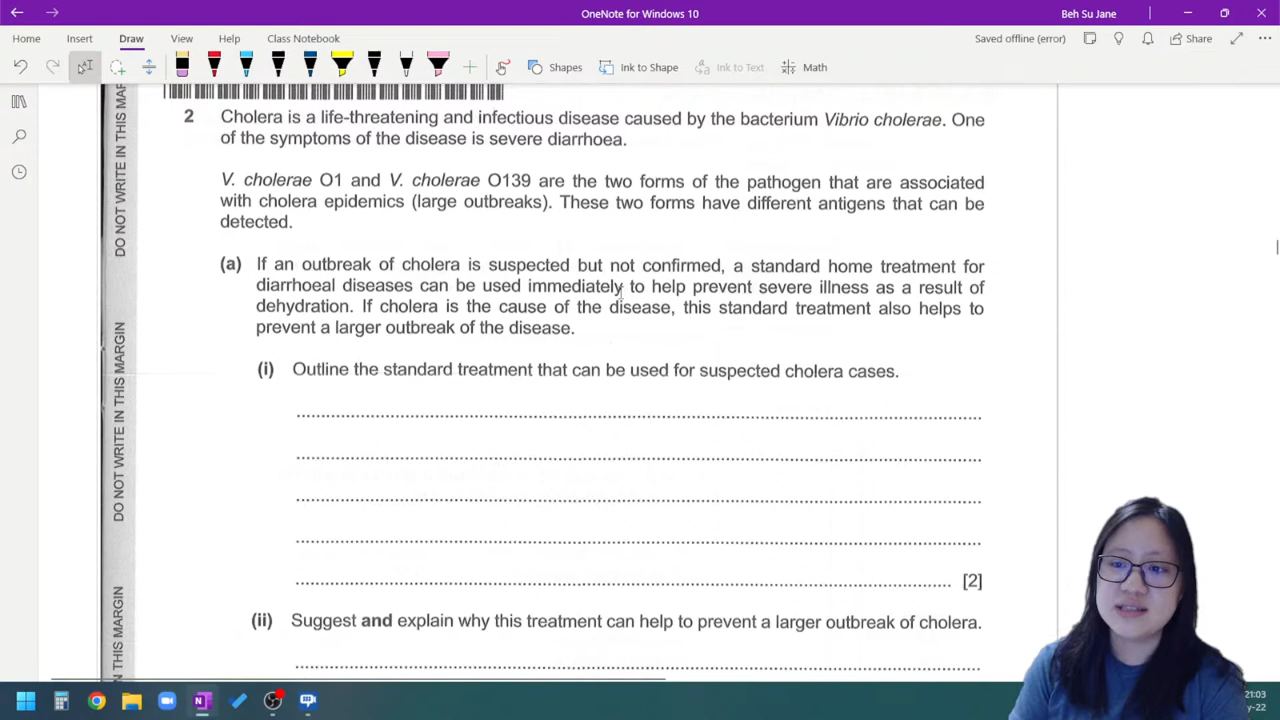 OneNote for Windows 10
Beh Su Jane
Home Insert Draw View Help Class Notebook
Saved offline (error) Share
Shapes Ink to Shape Ink to Text Math
DO NOT WRITE IN THIS MARGIN
DO NOT WRITE IN THIS MARGIN
THIS MARGIN
2 Cholera is a life-threatening and infectious disease caused by the bacterium Vibrio cholerae. One
of the symptoms of the disease is severe diarrhoea.
V. cholerae O1 and V. cholerae O139 are the two forms of the pathogen that are associated
with cholera epidemics (large outbreaks). These two forms have different antigens that can be
detected.
(a) If an outbreak of cholera is suspected but not confirmed, a standard home treatment for
diarrhoeal diseases can be used immediately to help prevent severe illness as a result of
dehydration. If cholera is the cause of the disease, this standard treatment also helps to
prevent a larger outbreak of the disease.
(i) Outline the standard treatment that can be used for suspected cholera cases.
[2]
(ii) Suggest and explain why this treatment can help to prevent a larger outbreak of cholera.
21:03